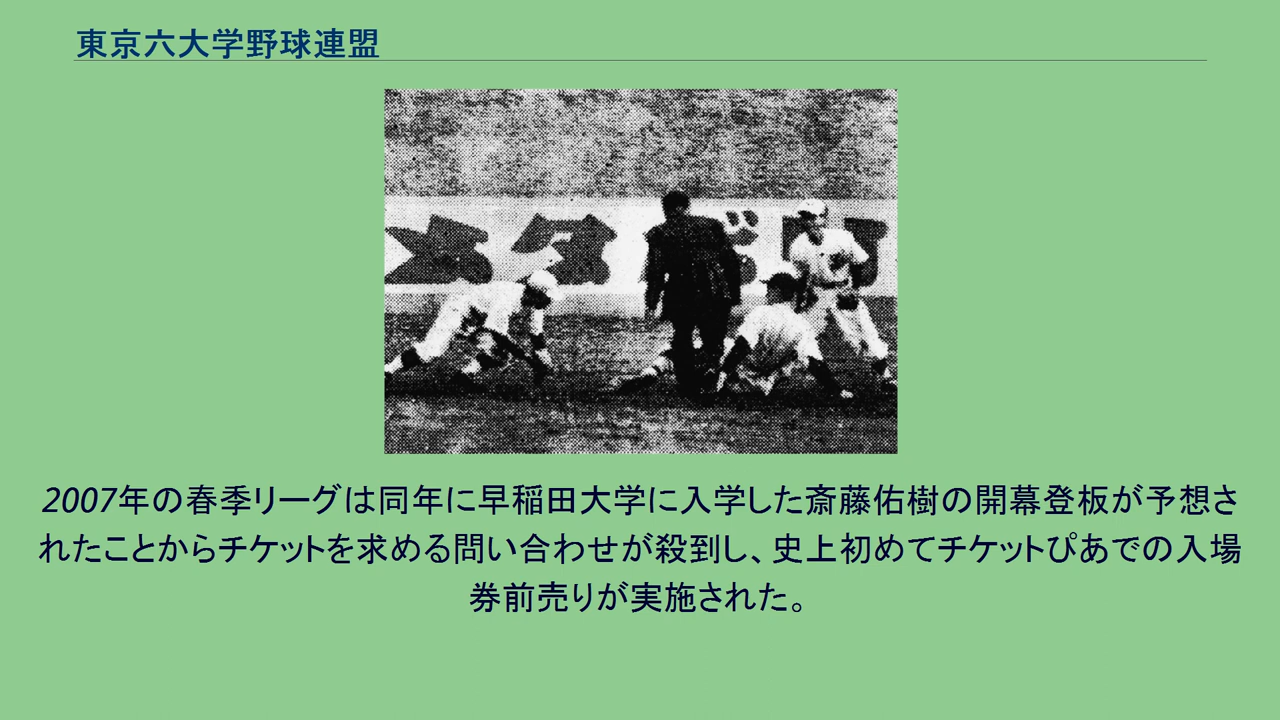 東京六大学野球連盟
2007年の春季リーグは同年に早稲田大学に入学した斎藤佑樹の開幕登板が予想さ
れたことからチケットを求める問い合わせが殺到し、史上初めてチケットぴあでの入場
券前売りが実施された。